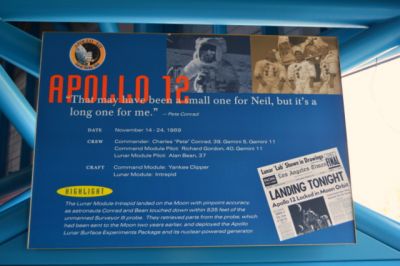 APOLLO 12
"That may have been a small one for Neil, but it's a
long one for me." – Pete Conrad
DATE November 14 - 24, 1969
CREW Commander: Charles "Pete" Conrad, 39, Gemini 5, Gemini 11
Command Module Pilot: Richard Gordon, 40, Gemini 11
Lunar Module Pilot: Alan Bean, 37
CRAFT Command Module: Yankee Clipper
Lunar Module: Intrepid
HIGHLIGHT
The Lunar Module Intrepid landed on the Moon with pinpoint accuracy,
as astronauts Conrad and Bean touched down within 535 feet of the
unmanned Surveyor III probe. They retrieved parts from the probe, which
had been sent to the Moon two years earlier, and deployed the Apollo
Lunar Surface Experiments Package and its nuclear-powered generator.
Lunar 'Lab' Shown in Drawings
Los Angeles
FINAL
LANDING TONIGHT
Apollo 12 Locked in Moon Orbit